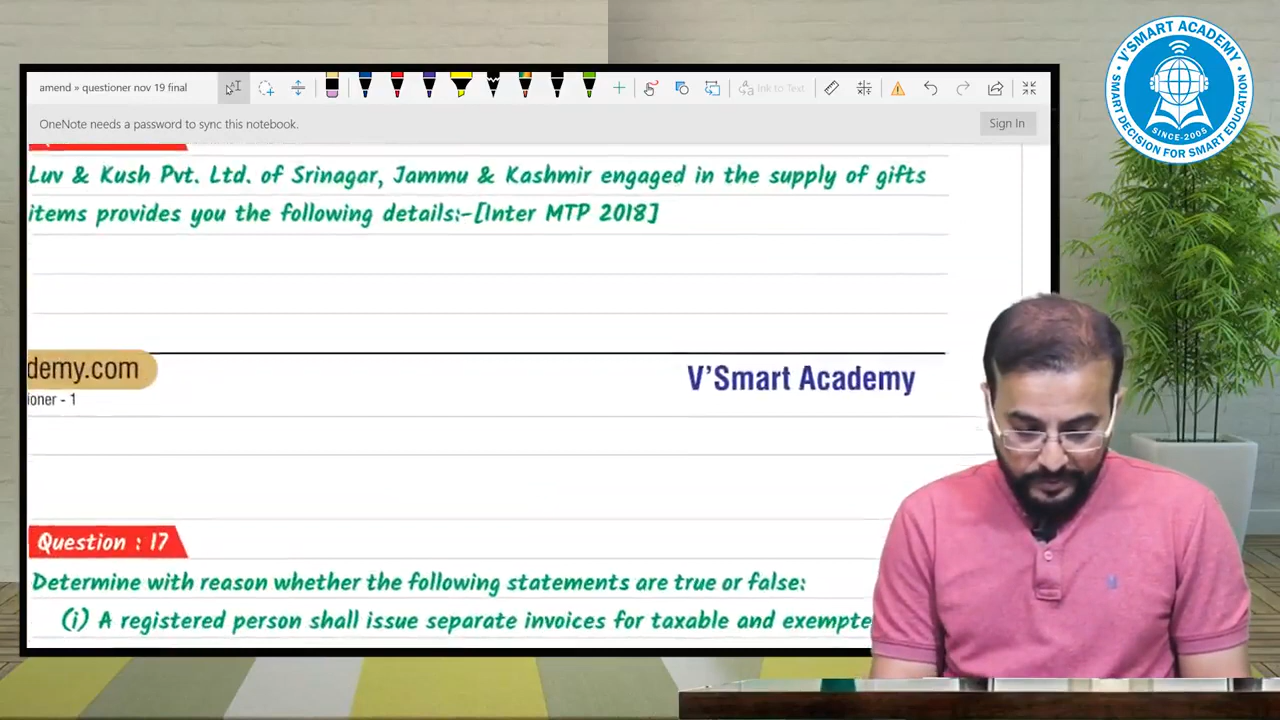 amend » questioner nov 19 final
Ink to Text
OneNote needs a password to sync this notebook.
Sign In
Luv & Kush Pvt. Ltd. of Srinagar, Jammu & Kashmir engaged in the supply of gifts
items provides you the following details:-[Inter MTP 2018]
demy.com
V'Smart Academy
ioner - 1
Question : 17
Determine with reason whether the following statements are true or false:
(i) A registered person shall issue separate invoices for taxable and exempte
V'SMART ACADEMY
SINCE-2005
SMART DECISION FOR SMART EDUCATION